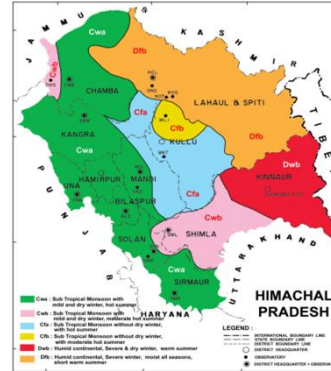 JAMMU
&
KASHMIR
TIBET
Cwa
Dfb
Cwb
CHAMBA
LAHAUL & SPITI
KANGRA
Cfa
Cfb
KULLU
Dfb
Cwa
Dwb
HAMIRPUR
MANDI
KINNAUR
UNA
BILASPUR
Cfa
Cwb
PUNJAB
SOLAN
SHIMLA
Cwa
SIRMAUR
UTTARAKHAND
HARYANA
HIMACHAL
PRADESH
Cwa : Sub Tropical Monsoon with
mild and dry winter, hot summer
Cwb : Sub Tropical Monsoon with
mild and dry winter, moderate hot summer
Cfa : Sub Tropical Monsoon without dry winter,
with hot summer
Cfb : Sub Tropical Monsoon without dry winter,
with moderate hot summer
Dwb : Humid continental, Severe & dry winter, warm summer
Dfb : Humid continental, Severe winter, moist all seasons,
short warm summer
LEGEND :
INTERNATIONAL BOUNDARY LINE
STATE BOUNDARY LINE
DISTRICT BOUNDARY LINE
DISTRICT HEADQUARTER
OBSERVATORY
DISTRICT HEADQUARTER + OBSER